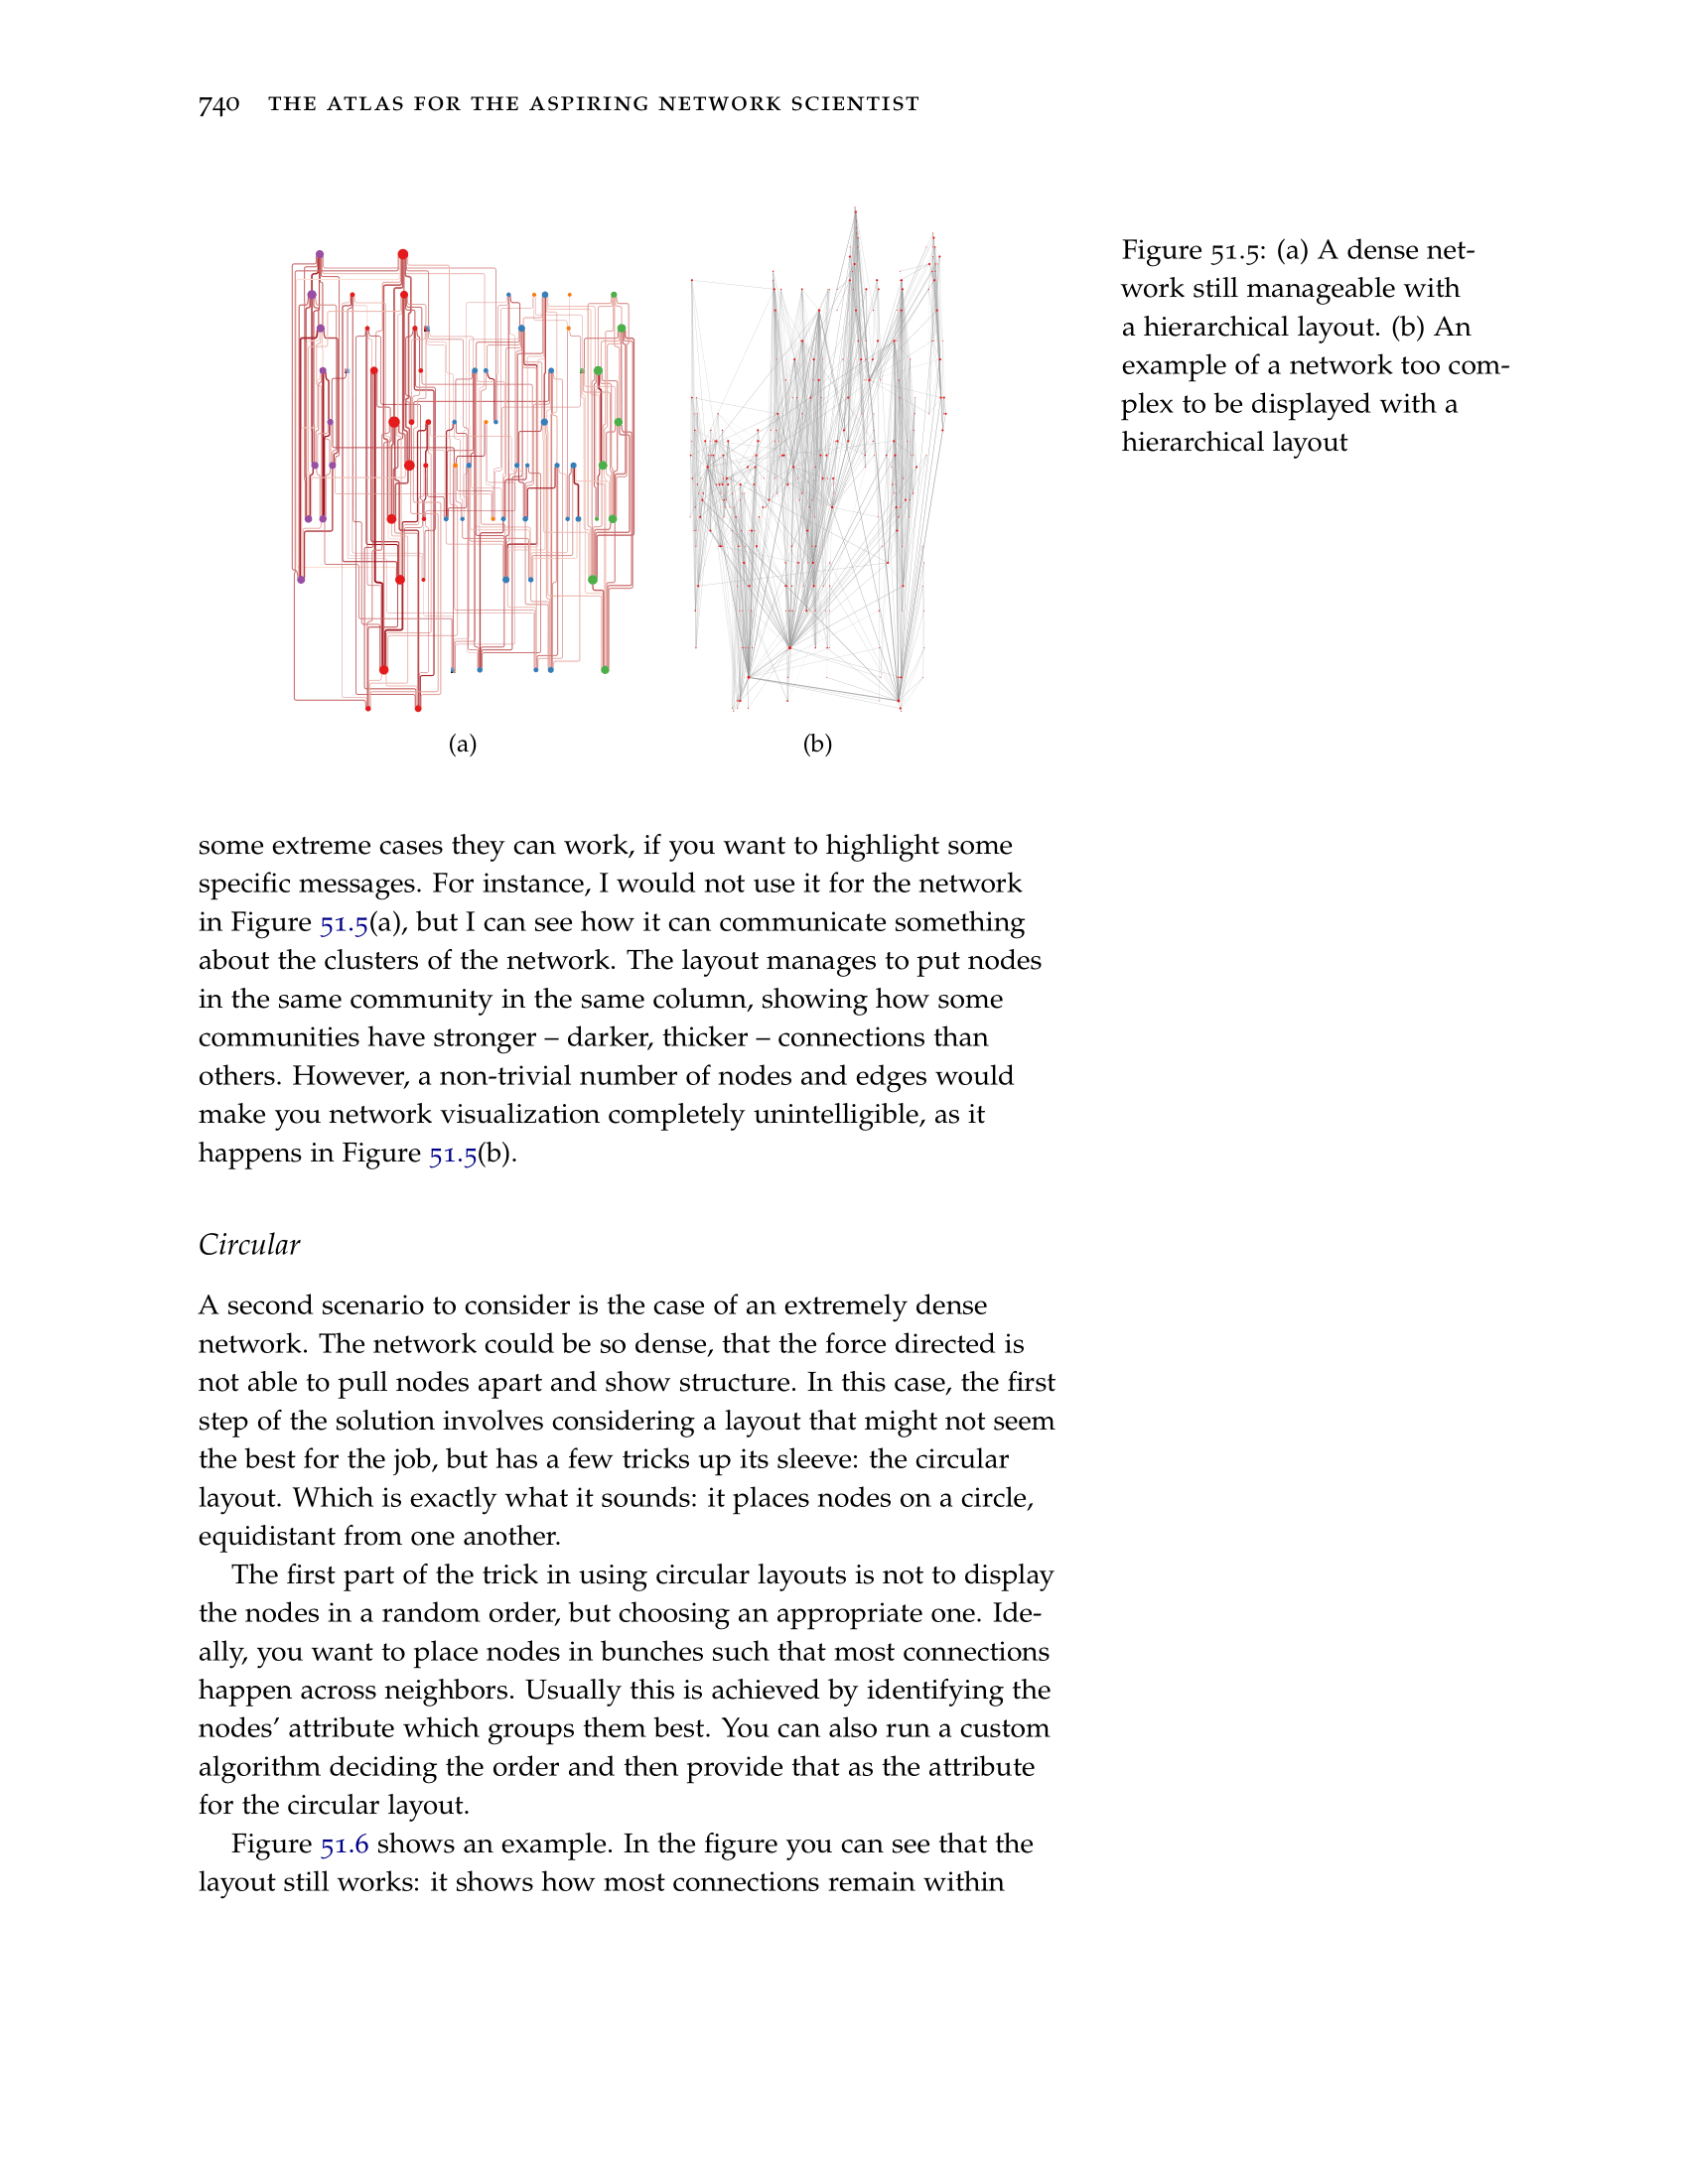 740 THE ATLAS FOR THE ASPIRING NETWORK SCIENTIST
Figure 51.5: (a) A dense net-
work still manageable with
a hierarchical layout. (b) An
example of a network too com-
plex to be displayed with a
hierarchical layout
(a)
(b)
some extreme cases they can work, if you want to highlight some
specific messages. For instance, I would not use it for the network
in Figure 51.5(a), but I can see how it can communicate something
about the clusters of the network. The layout manages to put nodes
in the same community in the same column, showing how some
communities have stronger – darker, thicker – connections than
others. However, a non-trivial number of nodes and edges would
make you network visualization completely unintelligible, as it
happens in Figure 51.5(b).
Circular
A second scenario to consider is the case of an extremely dense
network. The network could be so dense, that the force directed is
not able to pull nodes apart and show structure. In this case, the first
step of the solution involves considering a layout that might not seem
the best for the job, but has a few tricks up its sleeve: the circular
layout. Which is exactly what it sounds: it places nodes on a circle,
equidistant from one another.
The first part of the trick in using circular layouts is not to display
the nodes in a random order, but choosing an appropriate one. Ide-
ally, you want to place nodes in bunches such that most connections
happen across neighbors. Usually this is achieved by identifying the
nodes’ attribute which groups them best. You can also run a custom
algorithm deciding the order and then provide that as the attribute
for the circular layout.
Figure 51.6 shows an example. In the figure you can see that the
layout still works: it shows how most connections remain within